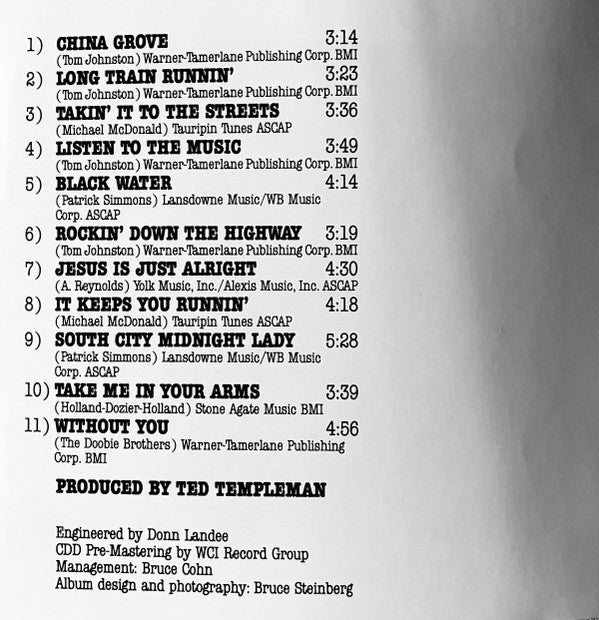 1) CHINA GROVE 3:14
(Tom Johnston) Warner-Tamerlane Publishing Corp. BMI
2) LONG TRAIN RUNNIN' 3:23
(Tom Johnston) Warner-Tamerlane Publishing Corp. BMI
3) TAKIN' IT TO THE STREETS 3:36
(Michael McDonald) Tauripin Tunes ASCAP
4) LISTEN TO THE MUSIC 3:49
(Tom Johnston) Warner-Tamerlane Publishing Corp. BMI
5) BLACK WATER 4:14
(Patrick Simmons) Lansdowne Music/WB Music
Corp. ASCAP
6) ROCKIN' DOWN THE HIGHWAY 3:19
(Tom Johnston) Warner-Tamerlane Publishing Corp. BMI
7) JESUS IS JUST ALRIGHT 4:30
(A. Reynolds) Yolk Music, Inc./Alexis Music, Inc. ASCAP
8) IT KEEPS YOU RUNNIN' 4:18
(Michael McDonald) Tauripin Tunes ASCAP
9) SOUTH CITY MIDNIGHT LADY 5:28
(Patrick Simmons) Lansdowne Music/WB Music
Corp. ASCAP
10) TAKE ME IN YOUR ARMS 3:39
(Holland-Dozier-Holland) Stone Agate Music BMI
11) WITHOUT YOU 4:56
(The Doobie Brothers) Warner-Tamerlane Publishing
Corp. BMI
PRODUCED BY TED TEMPLEMAN
Engineered by Donn Landee
CDD Pre-Mastering by WCI Record Group
Management: Bruce Cohn
Album design and photography: Bruce Steinberg